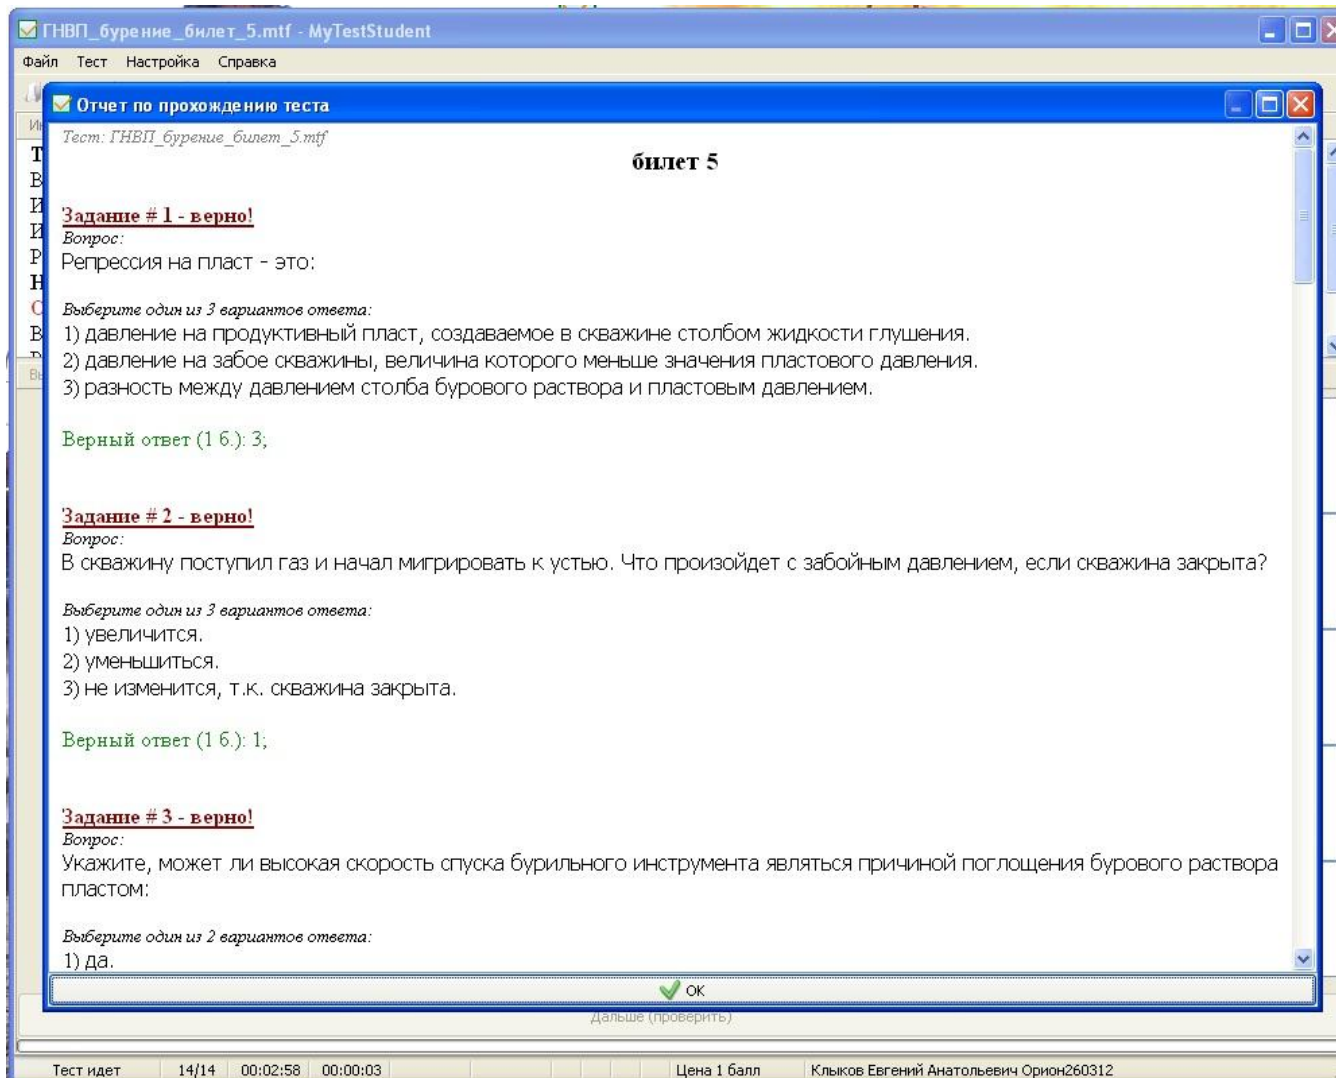 ГНВП_бурение_билет_5.mtf - MyTestStudent
Файл Тест Настройка Справка
Отчет по прохождению теста
Тест: ГНВП_бурение_билет_5.mtf
билет 5
Задание # 1 - верно!
Вопрос:
Репрессия на пласт - это:
Выберите один из 3 вариантов ответа:
1) давление на продуктивный пласт, создаваемое в скважине столбом жидкости глушения.
2) давление на забое скважины, величина которого меньше значения пластового давления.
3) разность между давлением столба бурового раствора и пластовым давлением.
Верный ответ (1 б.): 3;
Задание # 2 - верно!
Вопрос:
В скважину поступил газ и начал мигрировать к устью. Что произойдет с забойным давлением, если скважина закрыта?
Выберите один из 3 вариантов ответа:
1) увеличится.
2) уменьшиться.
3) не изменится, т.к. скважина закрыта.
Верный ответ (1 б.): 1;
Задание # 3 - верно!
Вопрос:
Укажите, может ли высокая скорость спуска бурильного инструмента являться причиной поглощения бурового раствора
пластом:
Выберите один из 2 вариантов ответа:
1) да.
OK
Дальше (проверить)
Тест идет 14/14 00:02:58 00:00:03 Цена 1 балл Клыков Евгений Анатольевич Орион260312